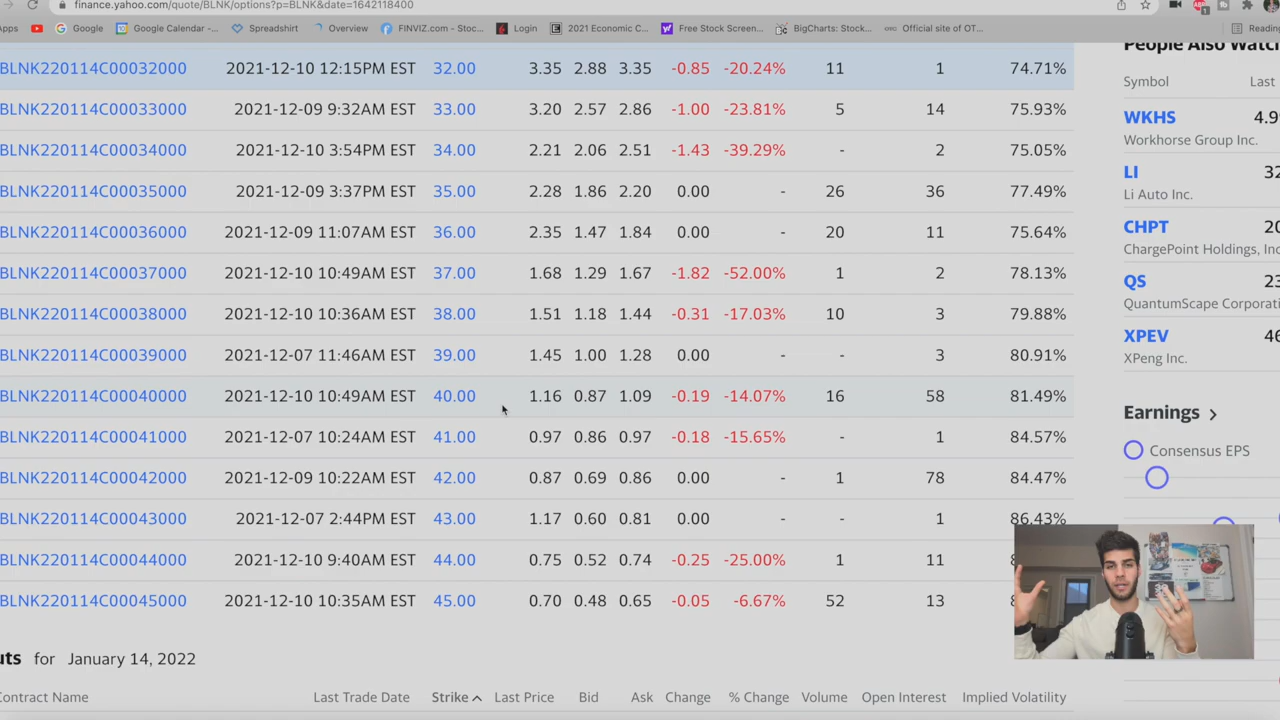 finance.yahoo.com/quote/BLNK/options?p=BLNK&date=1642118400
Apps Google Google Calendar -... Spreadshirt Overview FINVIZ.com - Stoc... Login 2021 Economic C... Free Stock Screen... BigCharts: Stock... Official site of OT... Reading
BLNK220114C00032000 2021-12-10 12:15PM EST 32.00 3.35 2.88 3.35 -0.85 -20.24% 11 1 74.71%
BLNK220114C00033000 2021-12-09 9:32AM EST 33.00 3.20 2.57 2.86 -1.00 -23.81% 5 14 75.93%
BLNK220114C00034000 2021-12-10 3:54PM EST 34.00 2.21 2.06 2.51 -1.43 -39.29% - 2 75.05%
BLNK220114C00035000 2021-12-09 3:37PM EST 35.00 2.28 1.86 2.20 0.00 - 26 36 77.49%
BLNK220114C00036000 2021-12-09 11:07AM EST 36.00 2.35 1.47 1.84 0.00 - 20 11 75.64%
BLNK220114C00037000 2021-12-10 10:49AM EST 37.00 1.68 1.29 1.67 -1.82 -52.00% 1 2 78.13%
BLNK220114C00038000 2021-12-10 10:36AM EST 38.00 1.51 1.18 1.44 -0.31 -17.03% 10 3 79.88%
BLNK220114C00039000 2021-12-07 11:46AM EST 39.00 1.45 1.00 1.28 0.00 - - 3 80.91%
BLNK220114C00040000 2021-12-10 10:49AM EST 40.00 1.16 0.87 1.09 -0.19 -14.07% 16 58 81.49%
BLNK220114C00041000 2021-12-07 10:24AM EST 41.00 0.97 0.86 0.97 -0.18 -15.65% - 1 84.57%
BLNK220114C00042000 2021-12-09 10:22AM EST 42.00 0.87 0.69 0.86 0.00 - 1 78 84.47%
BLNK220114C00043000 2021-12-07 2:44PM EST 43.00 1.17 0.60 0.81 0.00 - - 1 86.43%
BLNK220114C00044000 2021-12-10 9:40AM EST 44.00 0.75 0.52 0.74 -0.25 -25.00% 1 11
BLNK220114C00045000 2021-12-10 10:35AM EST 45.00 0.70 0.48 0.65 -0.05 -6.67% 52 13
uts for January 14, 2022
Contract Name Last Trade Date Strike Last Price Bid Ask Change % Change Volume Open Interest Implied Volatility
People Also Watch
Symbol Last
WKHS 4.9
Workhorse Group Inc.
LI 32
Li Auto Inc.
CHPT 20
ChargePoint Holdings, Inc
QS 23
QuantumScape Corporati
XPEV 46
XPeng Inc.
Earnings
Consensus EPS